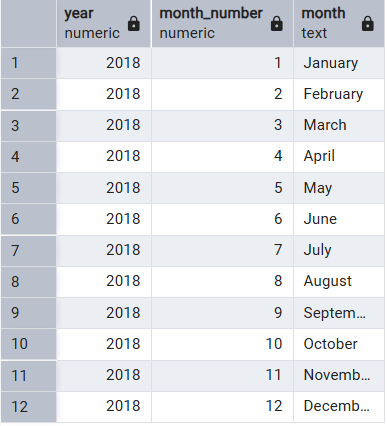 year month_number month
numeric numeric text
1 2018 1 January
2 2018 2 February
3 2018 3 March
4 2018 4 April
5 2018 5 May
6 2018 6 June
7 2018 7 July
8 2018 8 August
9 2018 9 Septem...
10 2018 10 October
11 2018 11 Novemb...
12 2018 12 Decemb...